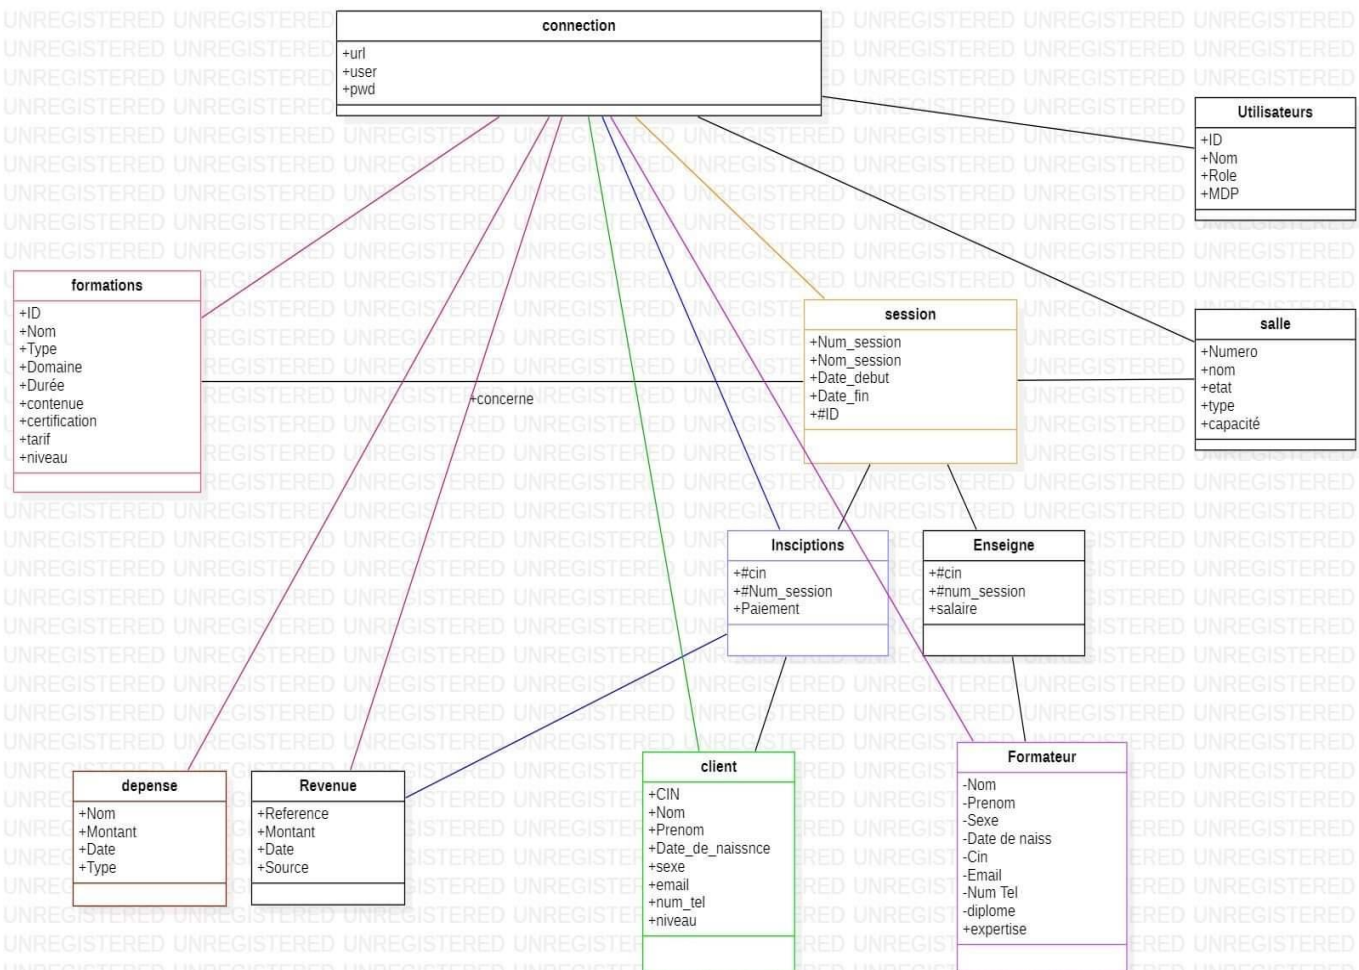 connection
+url
+user
+pwd
Utilisateurs
+ID
+Nom
+Role
+MDP
formations
+ID
+Nom
+Type
+Domaine
+Durée
+contenue
+certification
+tarif
+niveau
+concerne
session
+Num_session
+Nom_session
+Date_debut
+Date_fin
+#ID
salle
+Numero
+nom
+etat
+type
+capacité
Insciptions
+#cin
+#Num_session
+Paiement
Enseigne
+#cin
+#num_session
+salaire
depense
+Nom
+Montant
+Date
+Type
Revenue
+Reference
+Montant
+Date
+Source
client
+CIN
+Nom
+Prenom
+Date_de_naissnce
+sexe
+email
+num_tel
+niveau
Formateur
-Nom
-Prenom
-Sexe
-Date de naiss
-Cin
-Email
-Num Tel
-diplome
+expertise
UNREGISTERED